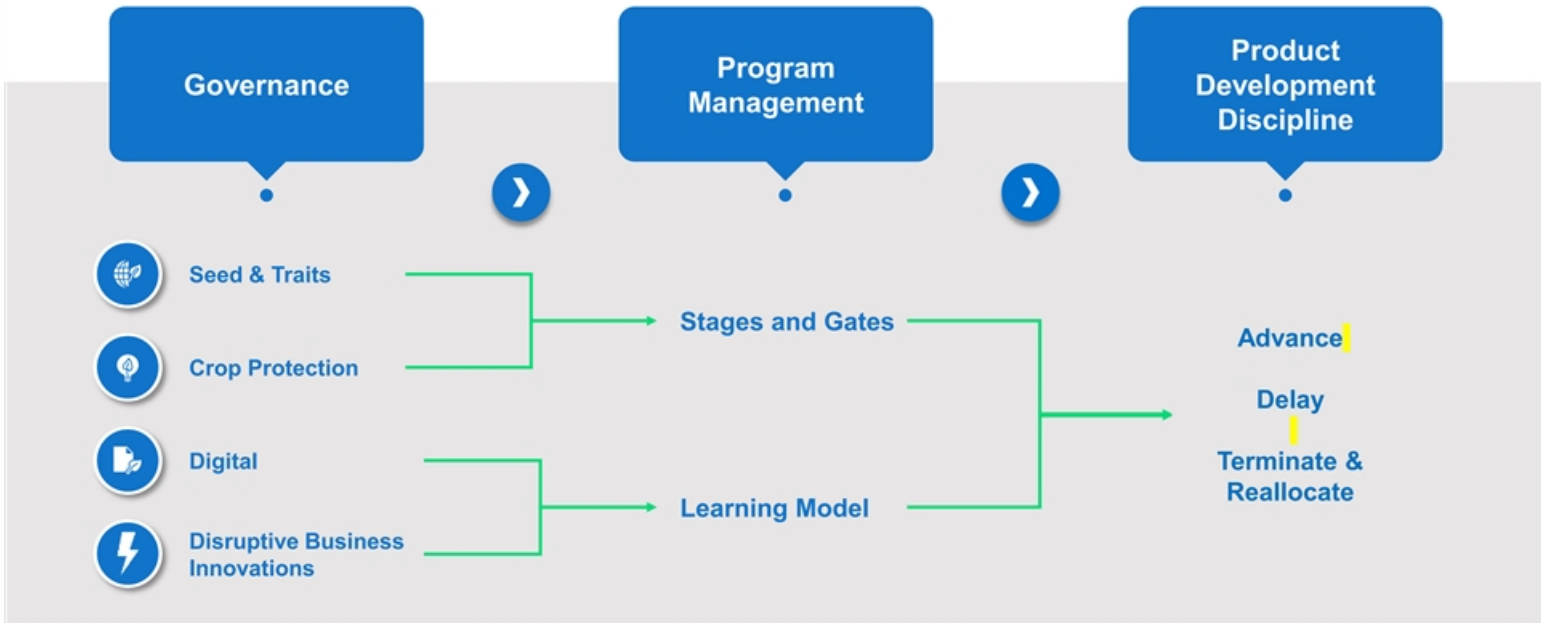 Governance
Program
Management
Product
Development
Discipline
Seed & Traits
Crop Protection
Digital
Disruptive Business
Innovations
Stages and Gates
Learning Model
Advance
Delay
Terminate &
Reallocate